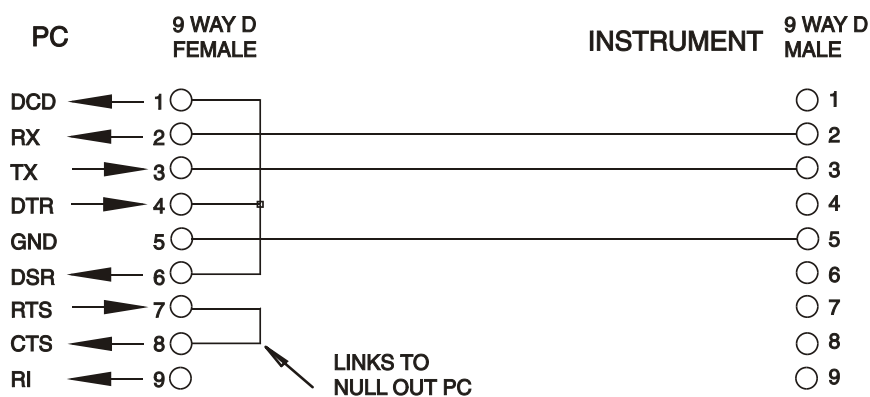 PC
9 WAY D
FEMALE
INSTRUMENT
9 WAY D
MALE
DCD 1 1
RX 2 2
TX 3 3
DTR 4 4
GND 5 5
DSR 6 6
RTS 7 7
CTS 8 8
RI 9 9
LINKS TO
NULL OUT PC